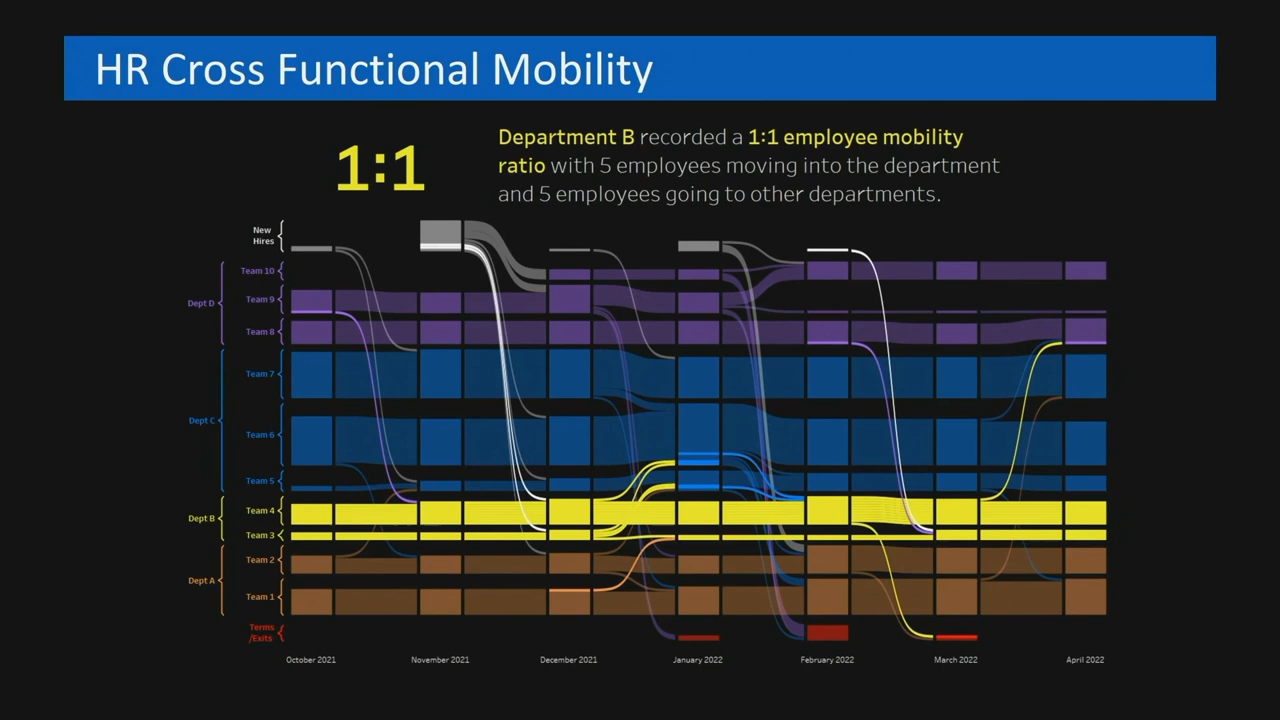 HR Cross Functional Mobility
1:1
Department B recorded a 1:1 employee mobility
ratio with 5 employees moving into the department
and 5 employees going to other departments.
New
Hires
Team 10
Dept D
Team 9
Team 8
Team 7
Dept C
Team 6
Team 5
Team 4
Dept B
Team 3
Team 2
Dept A
Team 1
Terms
/Exits
October 2021
November 2021
December 2021
January 2022
February 2022
March 2022
April 2022